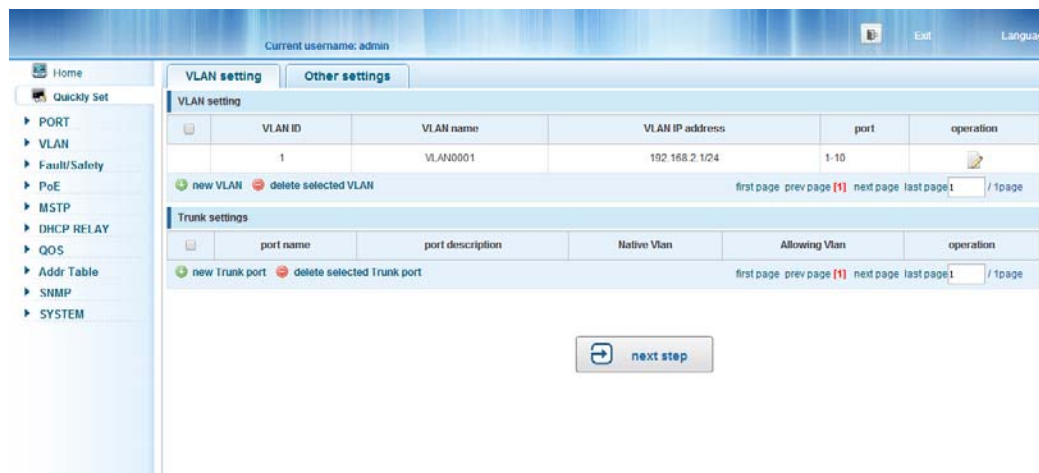 Current username: admin
Exit
Langua
Home
Quickly Set
PORT
VLAN
Fault/Safety
PoE
MSTP
DHCP RELAY
QOS
Addr Table
SNMP
SYSTEM
VLAN setting
Other settings
VLAN setting
VLAN ID VLAN name VLAN IP address port operation
1 VLAN0001 192.168.2.1/24 1-10
new VLAN delete selected VLAN first page prev page [1] next page last page 1 / 1page
Trunk settings
port name port description Native Vlan Allowing Vlan operation
new Trunk port delete selected Trunk port first page prev page [1] next page last page 1 / 1page
next step